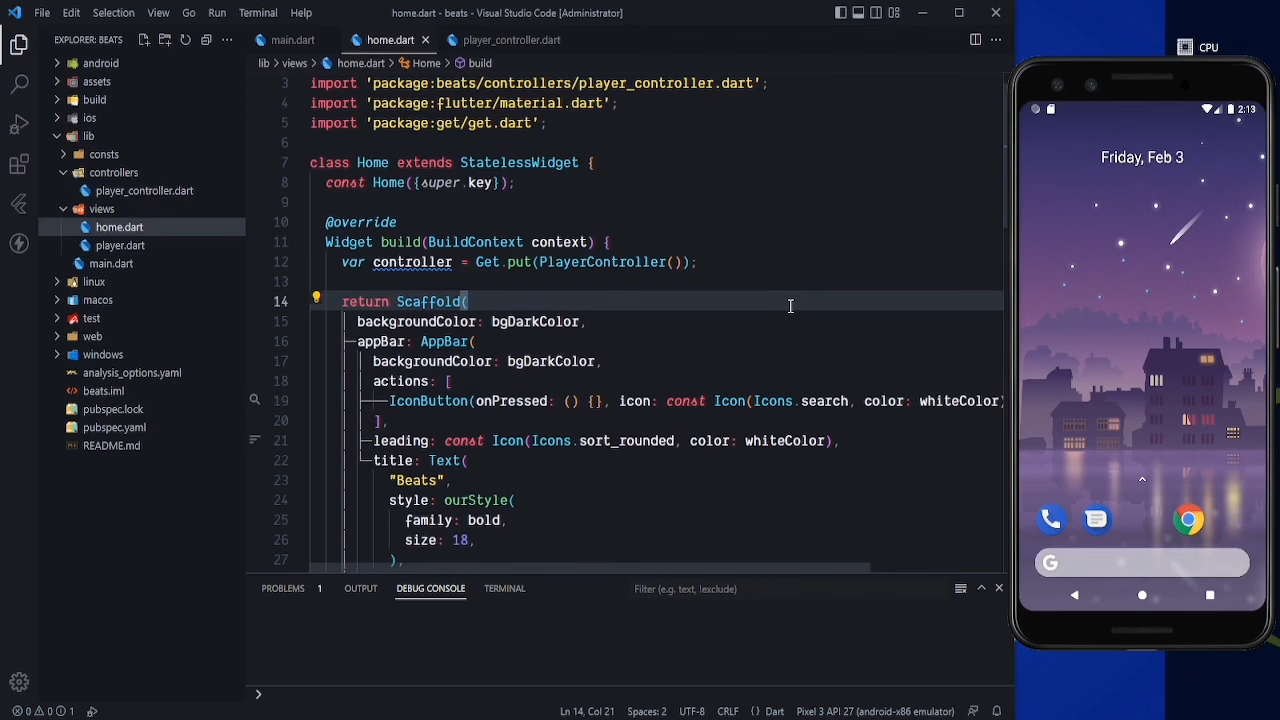 File Edit Selection View Go Run Terminal Help
home.dart - beats - Visual Studio Code [Administrator]
CPU
EXPLORER: BEATS
main.dart
home.dart
player_controller.dart
lib > views > home.dart > Home > build
android
assets
build
ios
lib
consts
controllers
player_controller.dart
views
home.dart
player.dart
main.dart
linux
macos
test
web
windows
analysis_options.yaml
beats.iml
pubspec.lock
pubspec.yaml
README.md
3 import 'package:beats/controllers/player_controller.dart';
4 import 'package:flutter/material.dart';
5 import 'package:get/get.dart';
6
7 class Home extends StatelessWidget {
8 const Home({super.key});
9
10 @override
11 Widget build(BuildContext context) {
12 var controller = Get.put(PlayerController());
13
14 return Scaffold(
15 backgroundColor: bgDarkColor,
16 appBar: AppBar(
17 backgroundColor: bgDarkColor,
18 actions: [
19 IconButton(onPressed: () {}, icon: const Icon(Icons.search, color: whiteColor)
20 ],
21 leading: const Icon(Icons.sort_rounded, color: whiteColor),
22 title: Text(
23 "Beats",
24 style: ourStyle(
25 family: bold,
26 size: 18,
27 ),
PROBLEMS 1 OUTPUT DEBUG CONSOLE TERMINAL
Filter (e.g. text, !exclude)
0 0 1
Ln 14, Col 21 Spaces: 2 UTF-8 CRLF {} Dart Pixel 3 API 27 (android-x86 emulator)
2:13
Friday, Feb 3
G